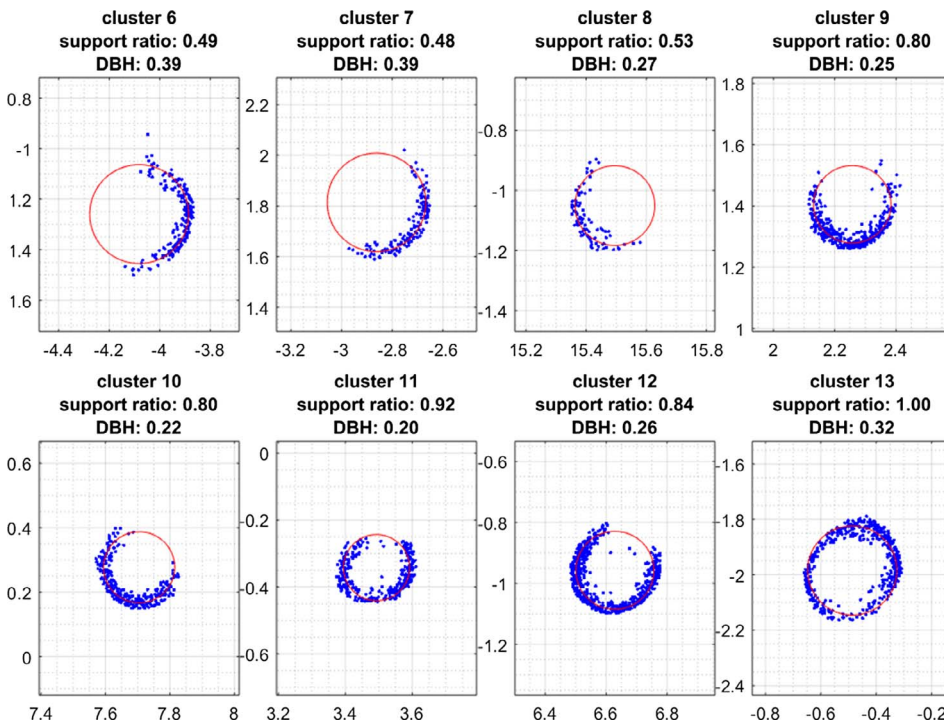 cluster 6
support ratio: 0.49
DBH: 0.39
0.8
-1
1.2
1.4
1.6
-4.4 -4.2 -4 -3.8
cluster 7
support ratio: 0.48
DBH: 0.39
2.2
2
1.8
1.6
1.4
-3.2 -3 -2.8 -2.6
cluster 8
support ratio: 0.53
DBH: 0.27
-0.8
-1
-1.2
-1.4
15.2 15.4 15.6 15.8
cluster 9
support ratio: 0.80
DBH: 0.25
1.8
1.6
1.4
1.2
1
2 2.2 2.4
cluster 10
support ratio: 0.80
DBH: 0.22
0.6
0.4
0.2
0
7.4 7.6 7.8 8
cluster 11
support ratio: 0.92
DBH: 0.20
0
-0.2
-0.4
-0.6
3.2 3.4 3.6
cluster 12
support ratio: 0.84
DBH: 0.26
-0.6
-0.8
-1
-1.2
6.4 6.6 6.8
cluster 13
support ratio: 1.00
DBH: 0.32
-1.6
-1.8
-2
-2.2
-2.4
-0.8 -0.6 -0.4 -0.2